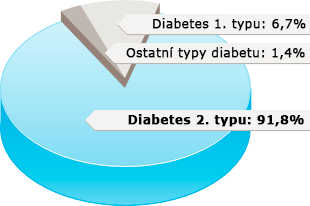 Diabetes 1. typu: 6,7%
Ostatní typy diabetu: 1,4%
Diabetes 2. typu: 91,8%